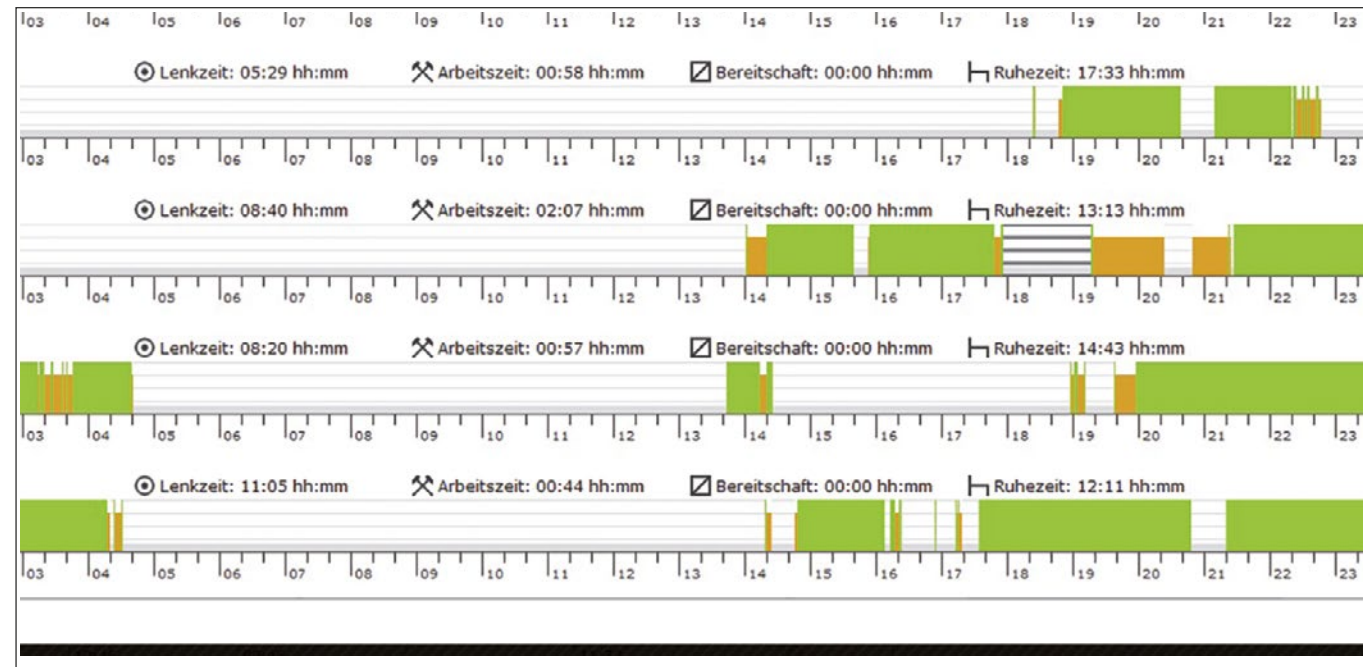 03 04 05 06 07 08 09 10 11 12 13 14 15 16 17 18 19 20 21 22 23
Lenkzeit: 05:29 hh:mm Arbeitszeit: 00:58 hh:mm Bereitschaft: 00:00 hh:mm Ruhezeit: 17:33 hh:mm
03 04 05 06 07 08 09 10 11 12 13 14 15 16 17 18 19 20 21 22 23
Lenkzeit: 08:40 hh:mm Arbeitszeit: 02:07 hh:mm Bereitschaft: 00:00 hh:mm Ruhezeit: 13:13 hh:mm
03 04 05 06 07 08 09 10 11 12 13 14 15 16 17 18 19 20 21 22 23
Lenkzeit: 08:20 hh:mm Arbeitszeit: 00:57 hh:mm Bereitschaft: 00:00 hh:mm Ruhezeit: 14:43 hh:mm
03 04 05 06 07 08 09 10 11 12 13 14 15 16 17 18 19 20 21 22 23
Lenkzeit: 11:05 hh:mm Arbeitszeit: 00:44 hh:mm Bereitschaft: 00:00 hh:mm Ruhezeit: 12:11 hh:mm
03 04 05 06 07 08 09 10 11 12 13 14 15 16 17 18 19 20 21 22 23